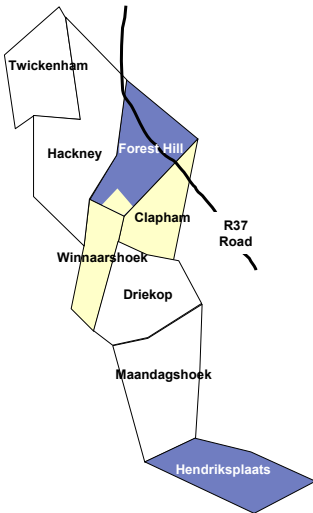 Twickenham
Forest Hill
Hackney
Clapham
R37
Road
Winnaarshoek
Driekop
Maandagshoek
Hendriksplaats